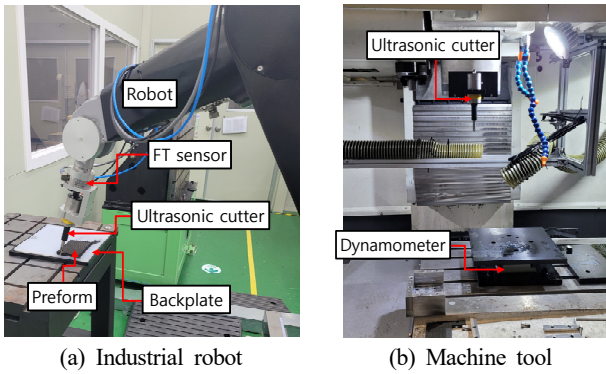 Robot
FT sensor
Ultrasonic cutter
Preform
Backplate
(a) Industrial robot
Ultrasonic cutter
Dynamometer
(b) Machine tool